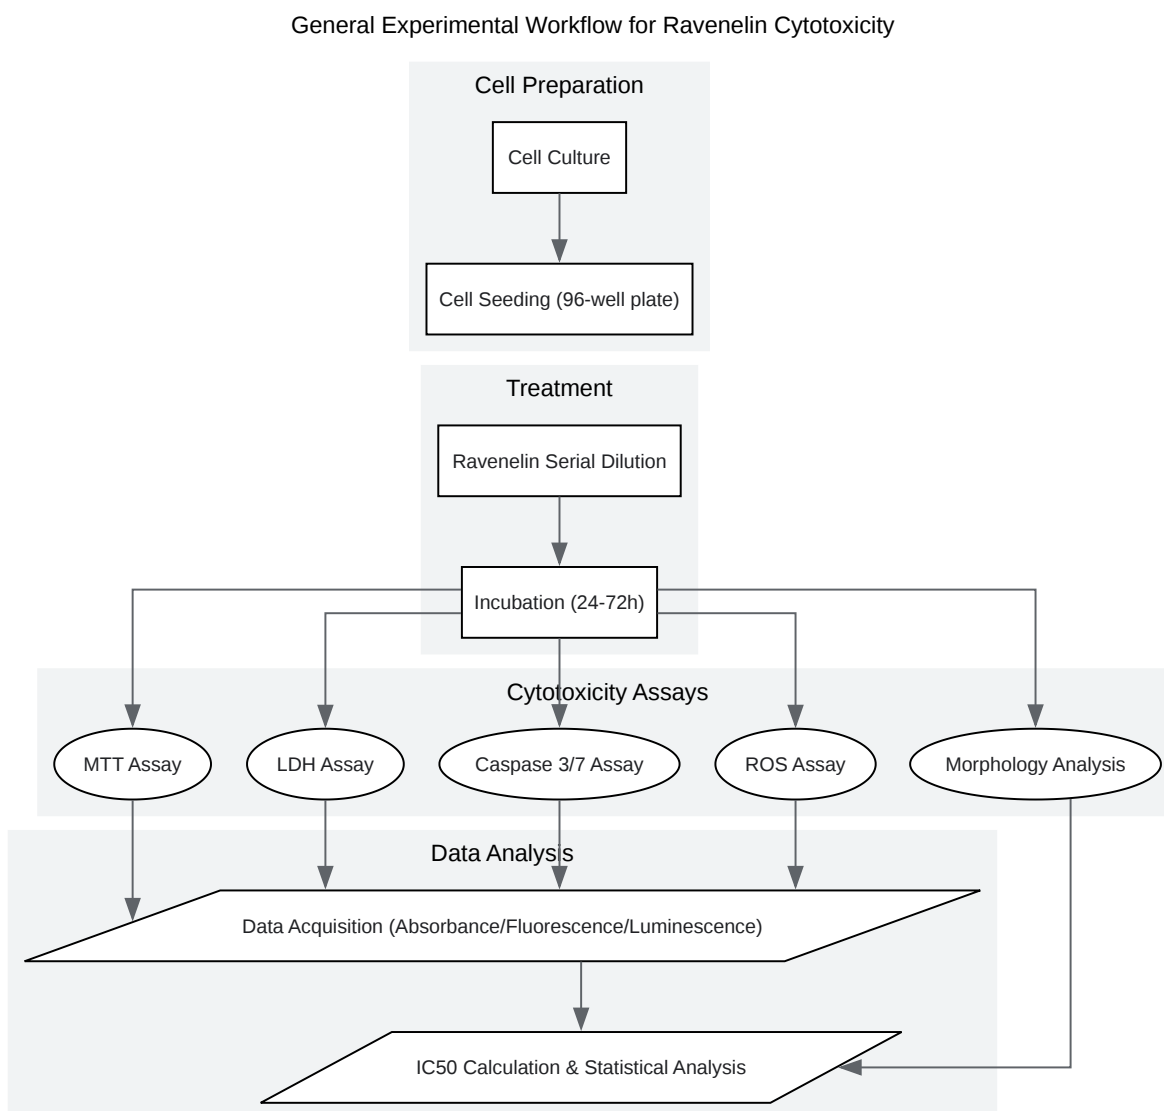 General Experimental Workflow for Ravenelin Cytotoxicity
Cell Preparation
Cell Culture
Cell Seeding (96-well plate)
Treatment
Ravenelin Serial Dilution
Incubation (24-72h)
Cytotoxicity Assays
MTT Assay
LDH Assay
Caspase 3/7 Assay
ROS Assay
Morphology Analysis
Data Analysis
Data Acquisition (Absorbance/Fluorescence/Luminescence)
IC50 Calculation & Statistical Analysis